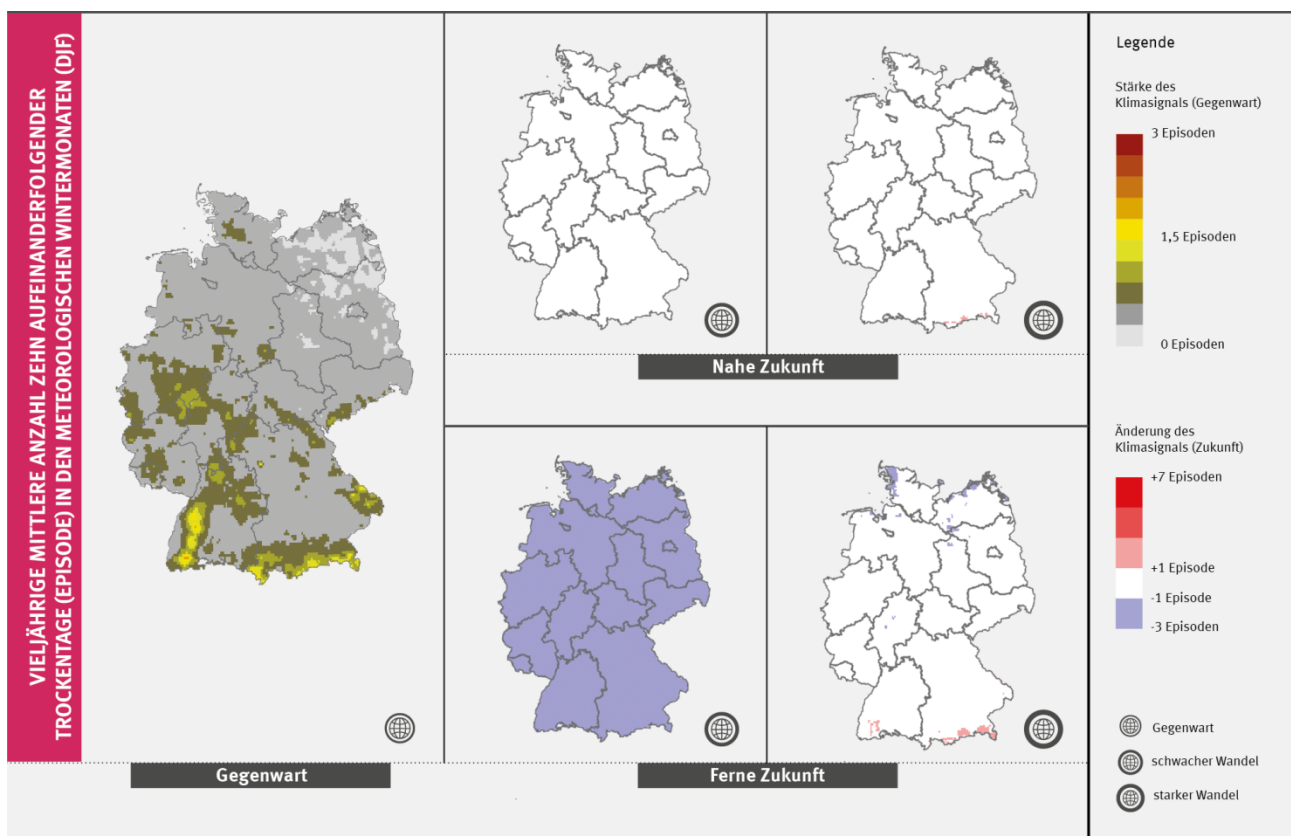 VIELJÄHRIGE MITTLERE ANZAHL ZEHN AUFEINANDERFOLGENDER
TROCKENTAGE (EPISODE) IN DEN METEOROLOGISCHEN WINTERMONATEN (DJF)
Gegenwart
Nahe Zukunft
Ferne Zukunft
Legende
Stärke des
Klimasignals (Gegenwart)
3 Episoden
1,5 Episoden
0 Episoden
Änderung des
Klimasignals (Zukunft)
+7 Episoden
+1 Episode
-1 Episode
-3 Episoden
Gegenwart
schwacher Wandel
starker Wandel